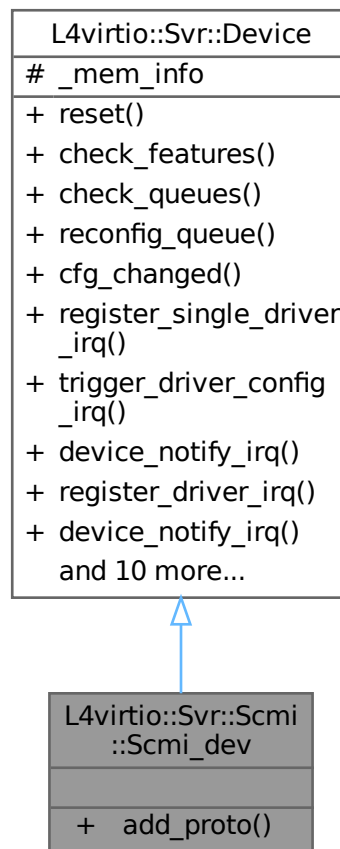 L4virtio::Svr::Device
# _mem_info
+ reset()
+ check_features()
+ check_queues()
+ reconfig_queue()
+ cfg_changed()
+ register_single_driver
_irq()
+ trigger_driver_config
_irq()
+ device_notify_irq()
+ register_driver_irq()
+ device_notify_irq()
and 10 more...
L4virtio::Svr::Scmi
::Scmi_dev
+ add_proto()